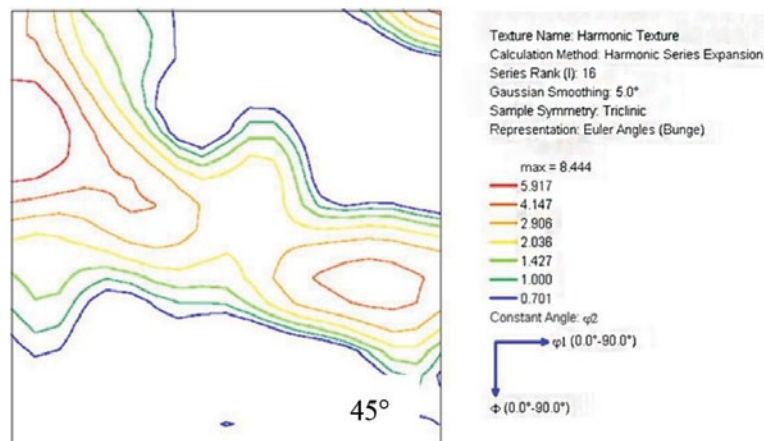 Texture Name: Harmonic Texture
Calculation Method: Harmonic Series Expansion
Series Rank (l): 16
Gaussian Smoothing: 5.0°
Sample Symmetry: Triclinic
Representation: Euler Angles (Bunge)
max = 8.444
5.917
4.147
2.906
2.036
1.427
1.000
0.701
Constant Angle: φ2
φ1 (0.0°-90.0°)
Φ (0.0°-90.0°)
45°